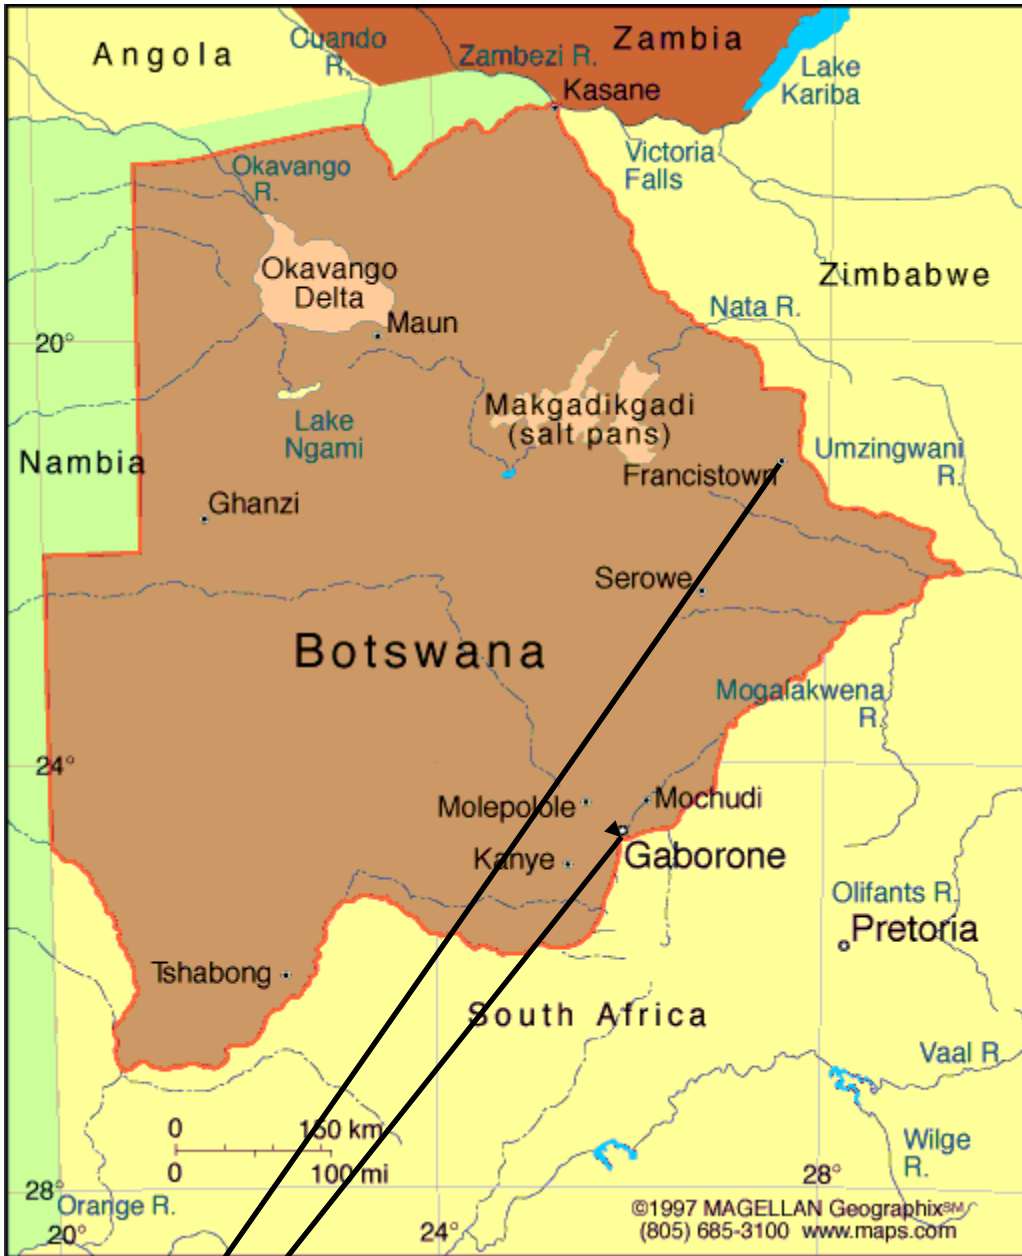 Angola
Cuando
R.
Zambezi R.
Zambia
Lake
Kariba
Kasane
Victoria
Falls
Okavango
R.
Okavango
Delta
Maun
Zimbabwe
Nata R.
20°
Lake
Ngami
Makgadikgadi
(salt pans)
Nambia
Umzingwani
R.
Francistown
Ghanzi
Serowe
Botswana
Mogalakwena
R.
24°
Molepolole
Mochudi
Kanye
Gaborone
Olifants R.
Pretoria
Tshabong
South Africa
Vaal R
0
150 km
0
100 mi
Wilge
R.
28°
28°
Orange R.
20°
24°
©1997 MAGELLAN Geographix℠
(805) 685-3100 www.maps.com